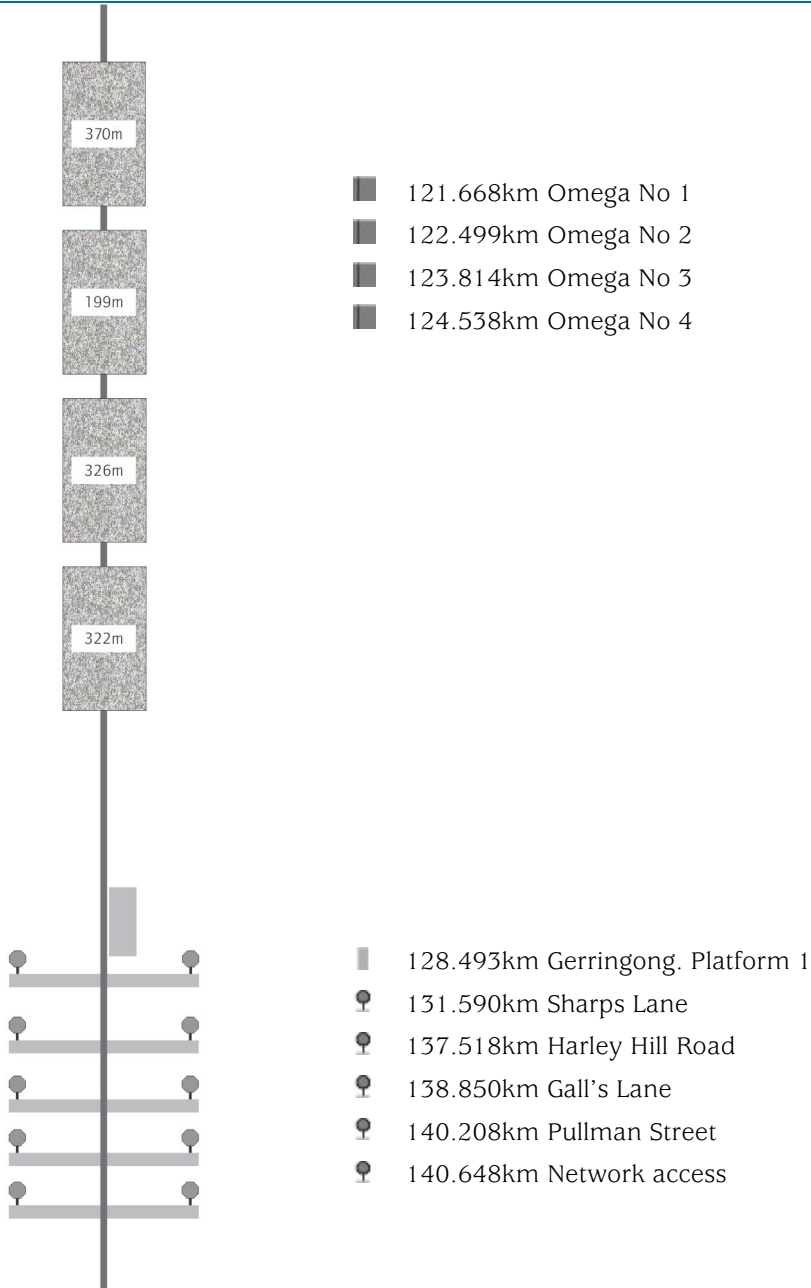 370m
199m
326m
322m
121.668km Omega No 1
122.499km Omega No 2
123.814km Omega No 3
124.538km Omega No 4
128.493km Gerringong. Platform 1
131.590km Sharps Lane
137.518km Harley Hill Road
138.850km Gall's Lane
140.208km Pullman Street
140.648km Network access